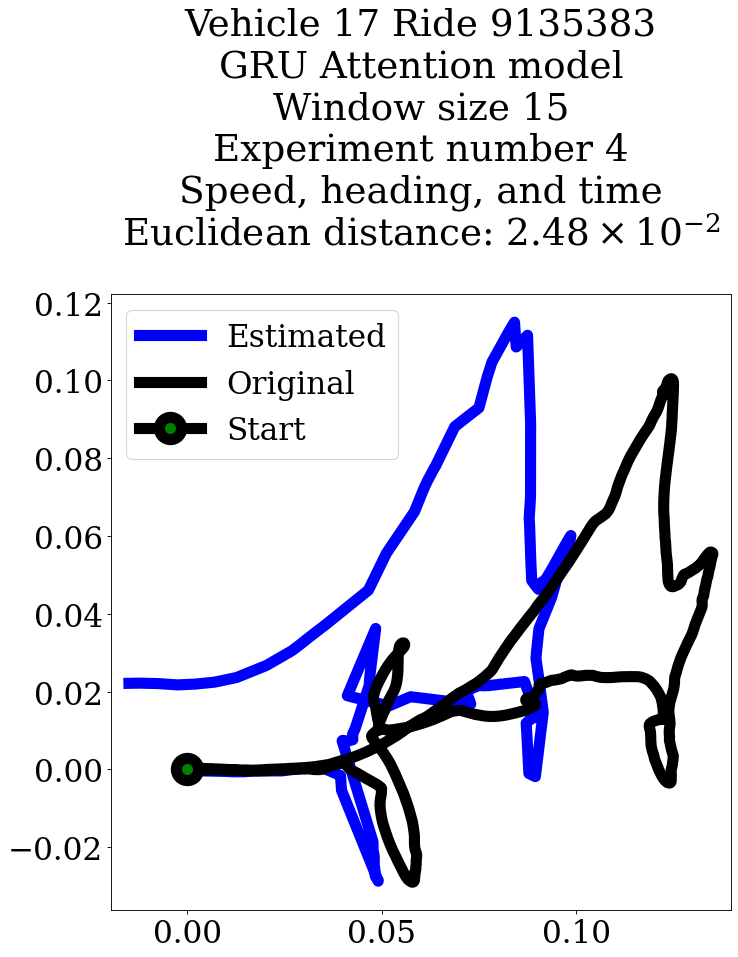 Vehicle 17 Ride 9135383
GRU Attention model
Window size 15
Experiment number 4
Speed, heading, and time
Euclidean distance: 2.48 × 10⁻²
Estimated
Original
Start
0.12
0.10
0.08
0.06
0.04
0.02
0.00
−0.02
0.00 0.05 0.10